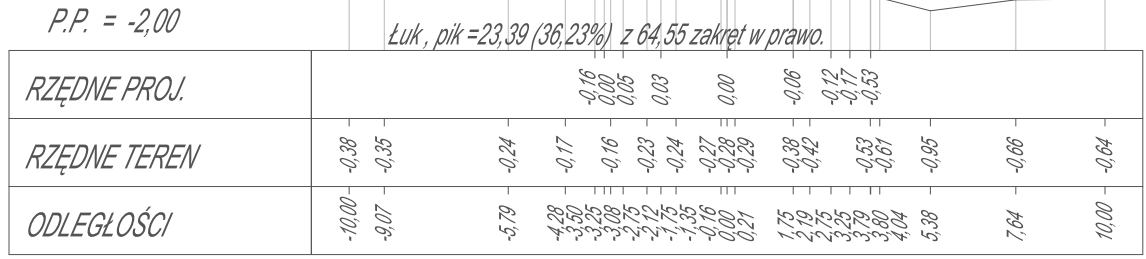 P.P. = -2,00
Łuk , pik =23,39 (36,23%) z 64,55 zakręt w prawo.
RZĘDNE PROJ. -0,16 0,00 0,05 0,03 0,00 -0,06 -0,12 -0,17 -0,53
RZĘDNE TEREN -0,38 -0,35 -0,24 -0,17 -0,16 -0,23 -0,24 -0,27 -0,28 -0,29 -0,38 -0,42 -0,53 -0,61 -0,95 -0,66 -0,64
ODLEGŁOŚCI -10,00 -9,07 -5,79 -4,28 -3,50 -3,25 -3,08 -2,75 -2,12 -1,75 -1,35 -0,16 0,00 0,21 1,75 2,19 2,75 3,25 3,79 3,80 4,04 5,38 7,64 10,00